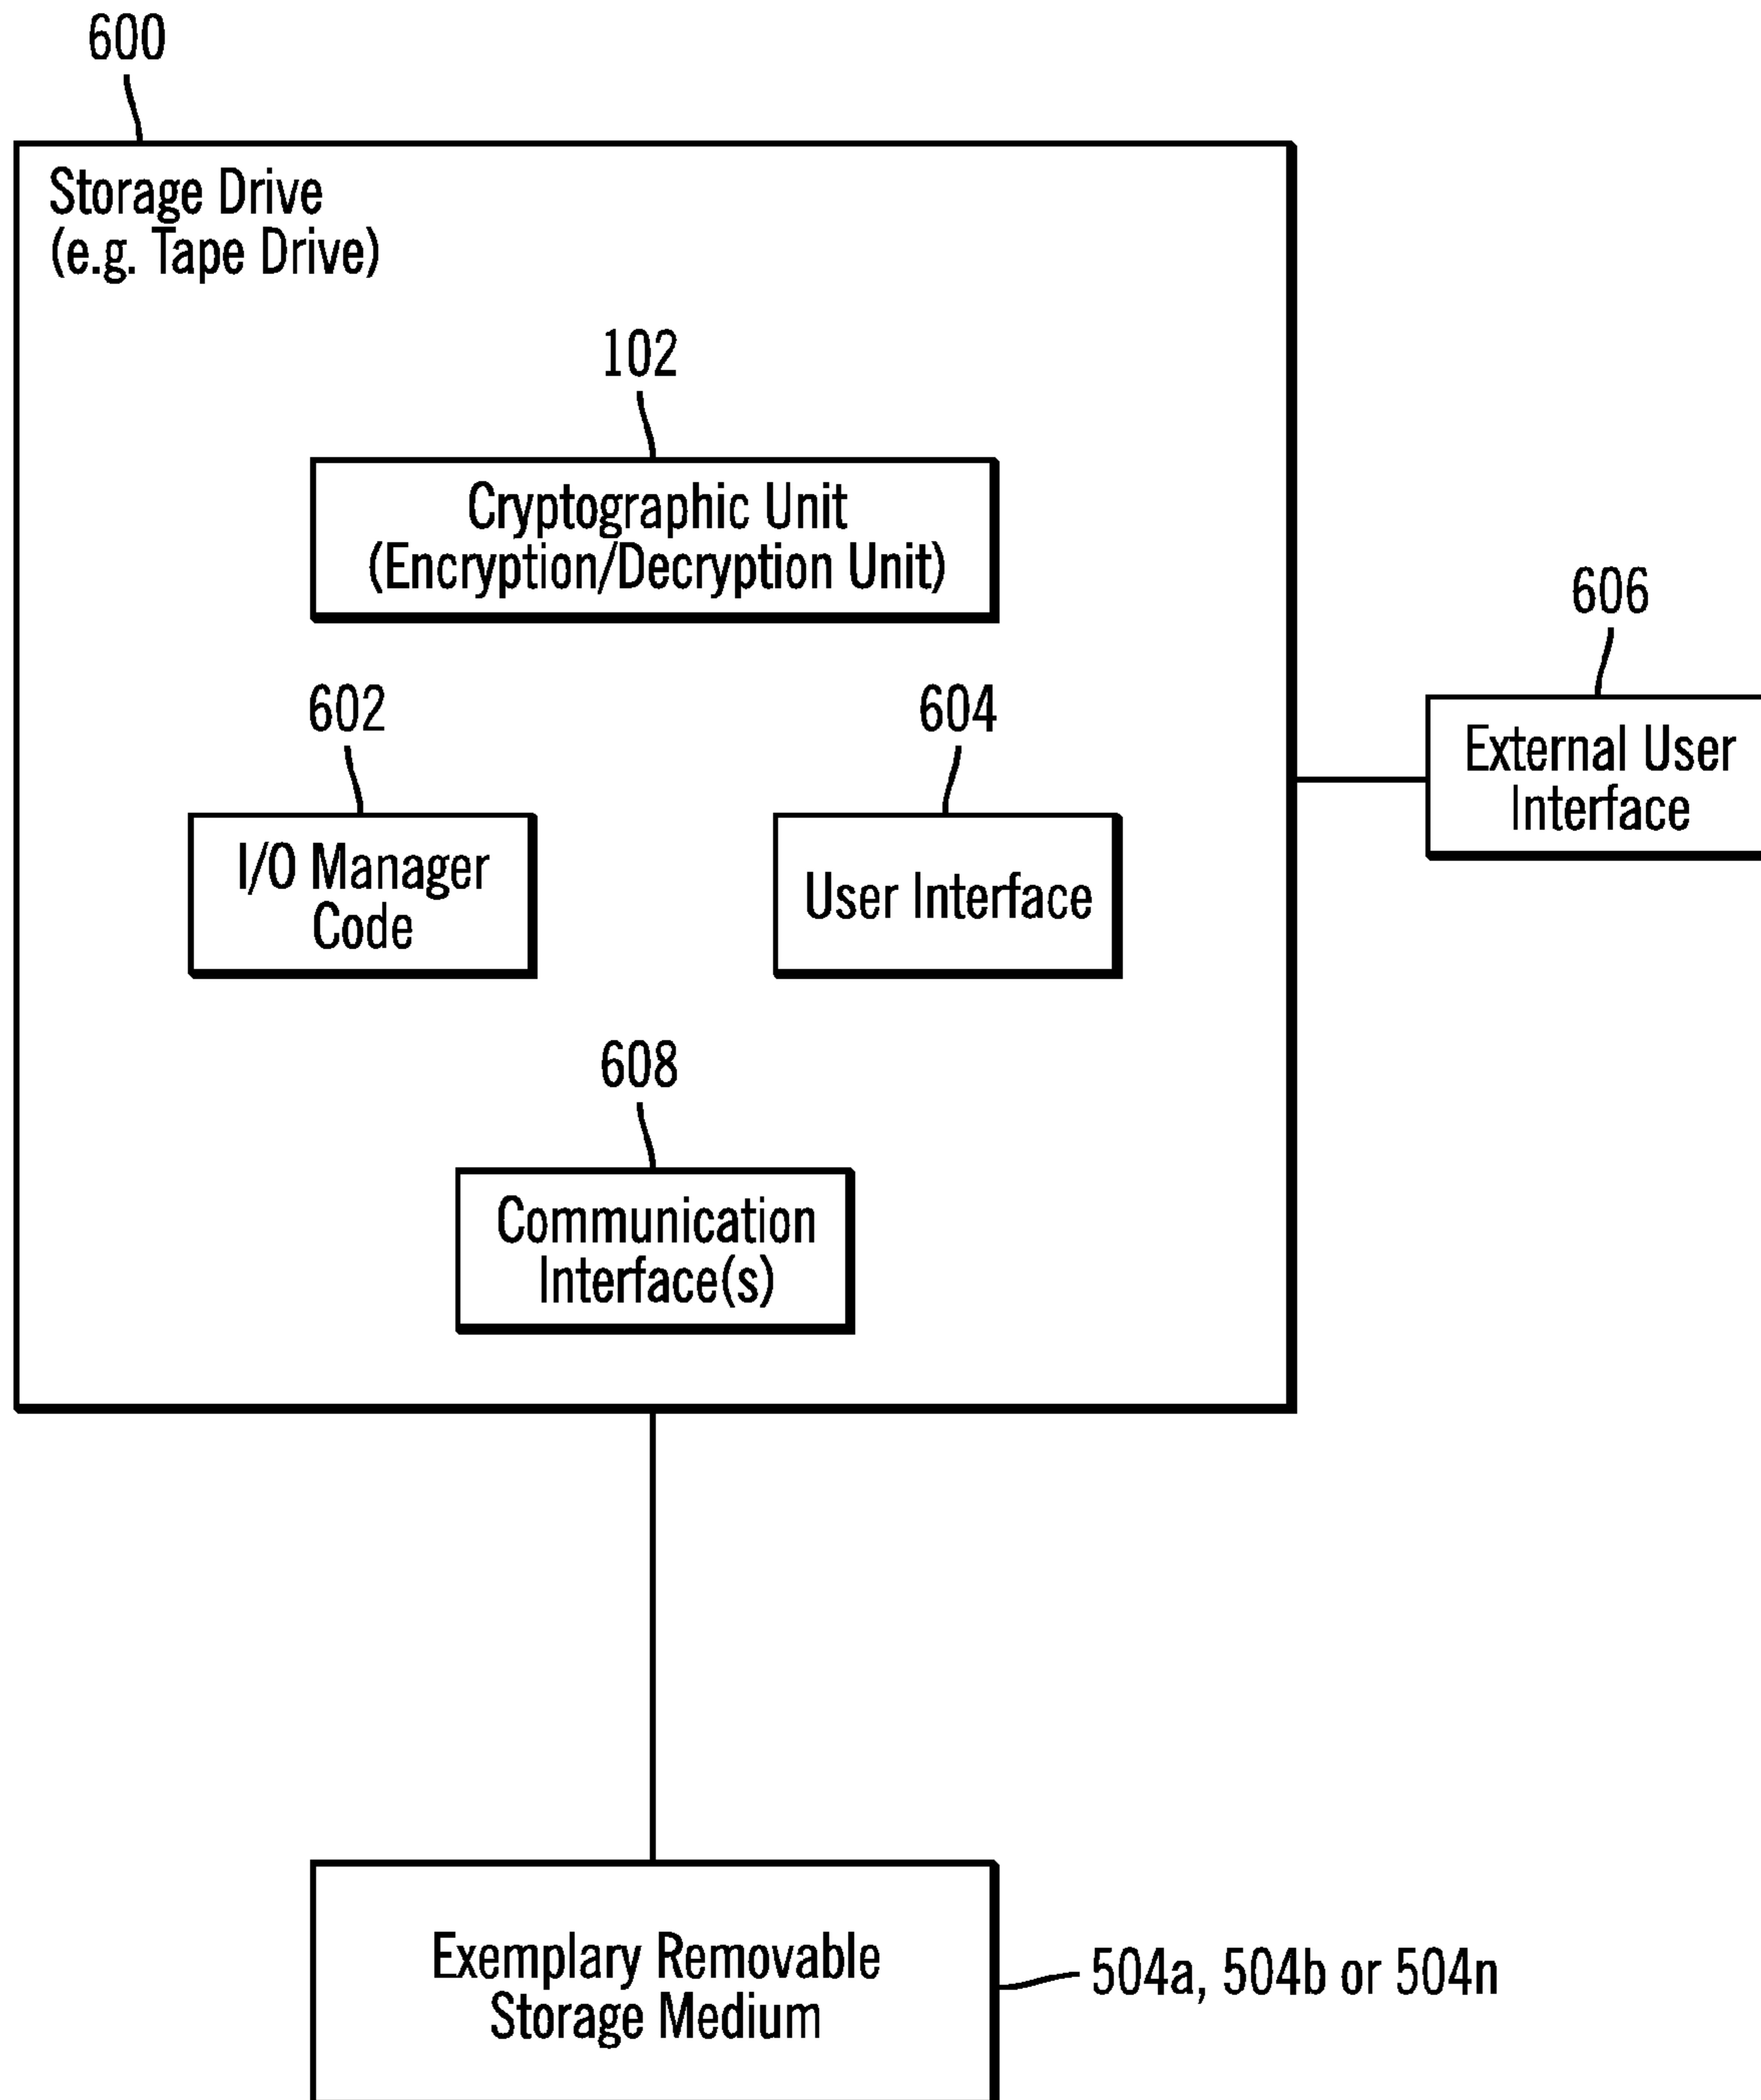 600
Storage Drive
(e.g. Tape Drive)
102
Cryptographic Unit
(Encryption/Decryption Unit)
606
External User
Interface
602
I/O Manager
Code
604
User Interface
608
Communication
Interface(s)
Exemplary Removable
Storage Medium
504a, 504b or 504n